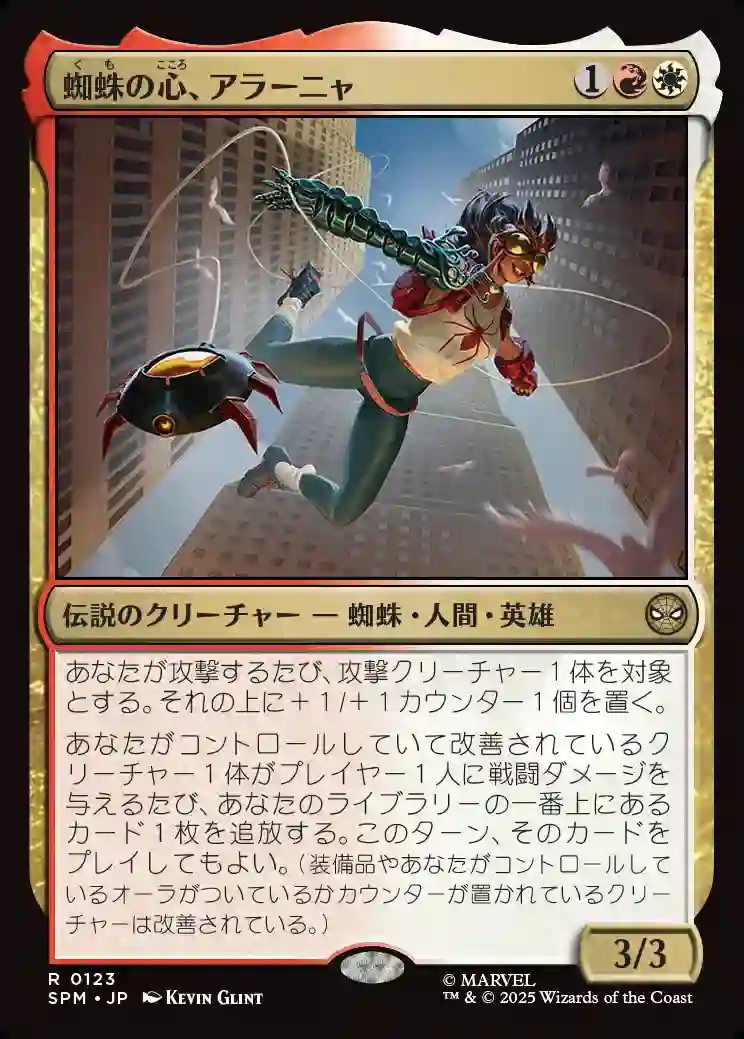 くも こころ
蜘蛛の心、アラーニャ 1
伝説のクリーチャー — 蜘蛛・人間・英雄
あなたが攻撃するたび、攻撃クリーチャー１体を対象
とする。それの上に＋１/＋１カウンター１個を置く。
あなたがコントロールしていて改善されているク
リーチャー１体がプレイヤー１人に戦闘ダメージを
与えるたび、あなたのライブラリーの一番上にある
カード１枚を追放する。このターン、そのカードを
プレイしてもよい。（装備品やあなたがコントロールして
いるオーラがついているかカウンターが置かれているクリー
チャーは改善されている。）
3/3
R 0123
SPM • JP KEVIN GLINT
© MARVEL
™ & © 2025 Wizards of the Coast